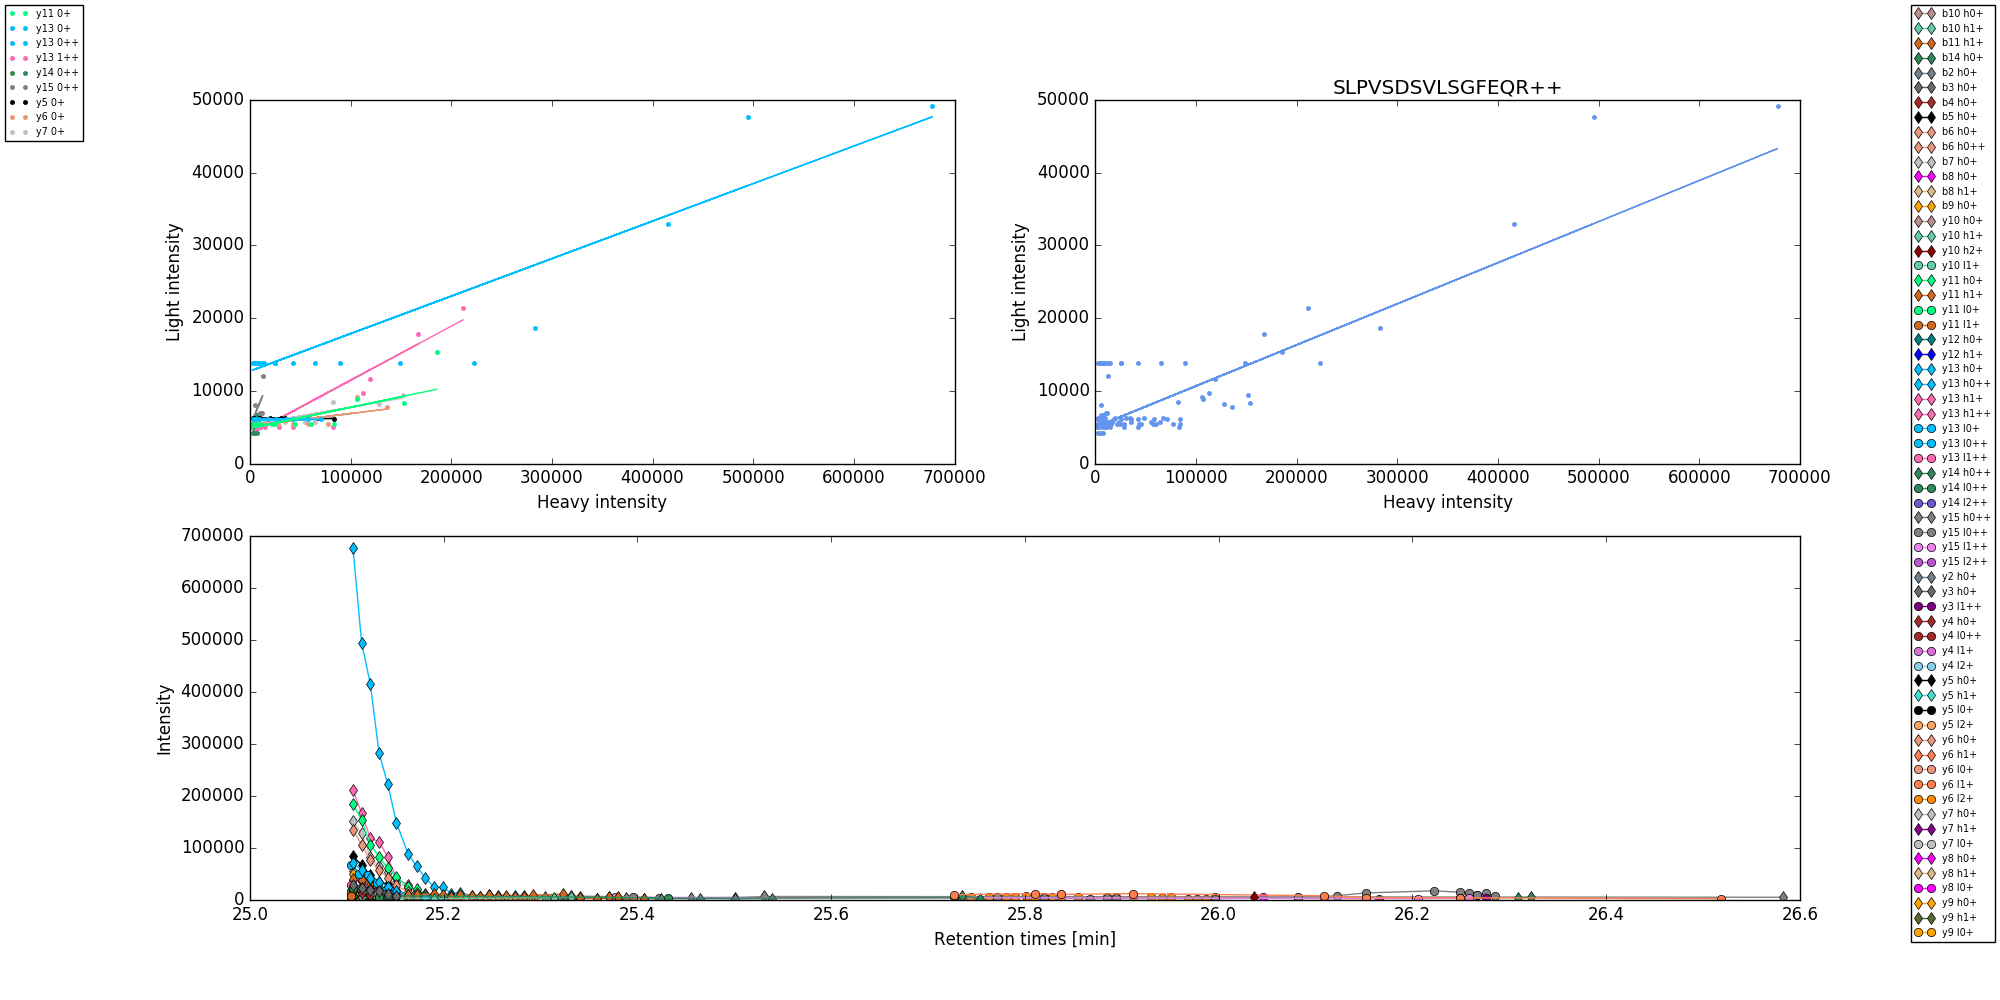 y11 0+
y13 0+
y13 0++
y13 1++
y14 0++
y15 0++
y5 0+
y6 0+
y7 0+
50000
40000
30000
20000
10000
0
0 100000 200000 300000 400000 500000 600000 700000
Light intensity
Heavy intensity
SLPVSDSVLSGFEQR++
50000
40000
30000
20000
10000
0
0 100000 200000 300000 400000 500000 600000 700000
Light intensity
Heavy intensity
700000
600000
500000
400000
300000
200000
100000
0
25.0 25.2 25.4 25.6 25.8 26.0 26.2 26.4 26.6
Intensity
Retention times [min]
b10 h0+
b10 h1+
b11 h1+
b14 h0+
b2 h0+
b3 h0+
b4 h0+
b5 h0+
b6 h0+
b6 h0++
b7 h0+
b8 h0+
b8 h1+
b9 h0+
y10 h0+
y10 h1+
y10 h2+
y10 l1+
y11 h0+
y11 h1+
y11 l0+
y11 l1+
y12 h0+
y12 h1+
y13 h0+
y13 h0++
y13 h1+
y13 h1++
y13 l0+
y13 l0++
y13 l1++
y14 h0++
y14 l0++
y14 l2++
y15 h0++
y15 l0++
y15 l1++
y15 l2++
y2 h0+
y3 h0+
y3 l1++
y4 h0+
y4 l0++
y4 l1+
y4 l2+
y5 h0+
y5 h1+
y5 l0+
y5 l2+
y6 h0+
y6 h1+
y6 l0+
y6 l1+
y6 l2+
y7 h0+
y7 h1+
y7 l0+
y8 h0+
y8 h1+
y8 l0+
y9 h0+
y9 h1+
y9 l0+